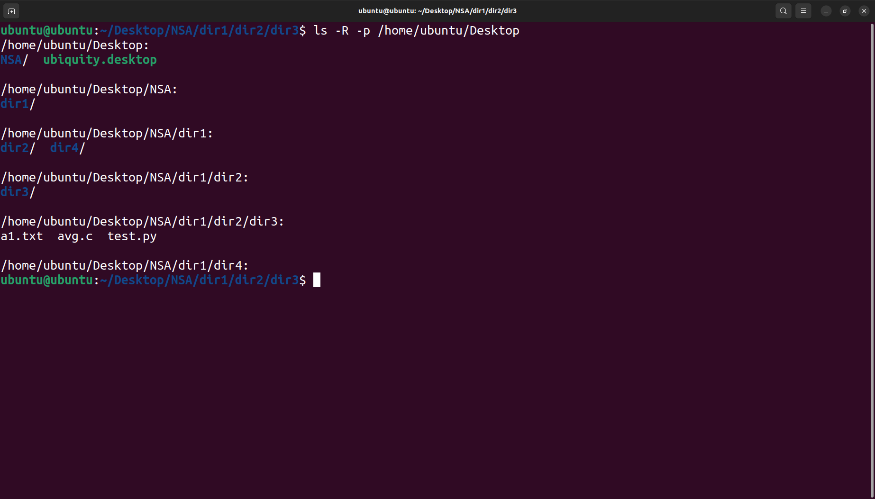 ubuntu@ubuntu: ~/Desktop/NSA/dir1/dir2/dir3
ubuntu@ubuntu:~/Desktop/NSA/dir1/dir2/dir3$ ls -R -p /home/ubuntu/Desktop
/home/ubuntu/Desktop:
NSA/  ubiquity.desktop
/home/ubuntu/Desktop/NSA:
dir1/
/home/ubuntu/Desktop/NSA/dir1:
dir2/  dir4/
/home/ubuntu/Desktop/NSA/dir1/dir2:
dir3/
/home/ubuntu/Desktop/NSA/dir1/dir2/dir3:
a1.txt  avg.c  test.py
/home/ubuntu/Desktop/NSA/dir1/dir4:
ubuntu@ubuntu:~/Desktop/NSA/dir1/dir2/dir3$